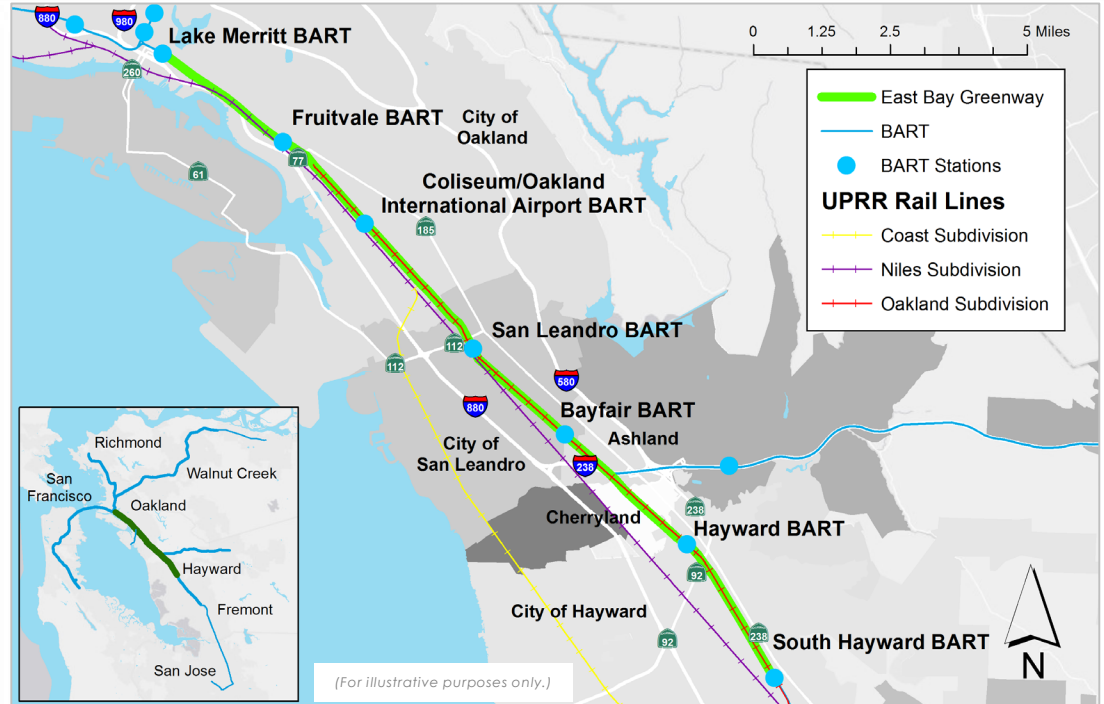 880
980
Lake Merritt BART
260
Fruitvale BART
77
City of
Oakland
61
Coliseum/Oakland
International Airport BART
185
San Leandro BART
112
112
580
880
Bayfair BART
Ashland
City of
San Leandro
238
Cherryland
238
Hayward BART
92
City of Hayward
92
238
South Hayward BART
0 1.25 2.5 5 Miles
East Bay Greenway
BART
BART Stations
UPRR Rail Lines
Coast Subdivision
Niles Subdivision
Oakland Subdivision
Richmond
Walnut Creek
San
Francisco
Oakland
Hayward
Fremont
San Jose
(For illustrative purposes only.)
N